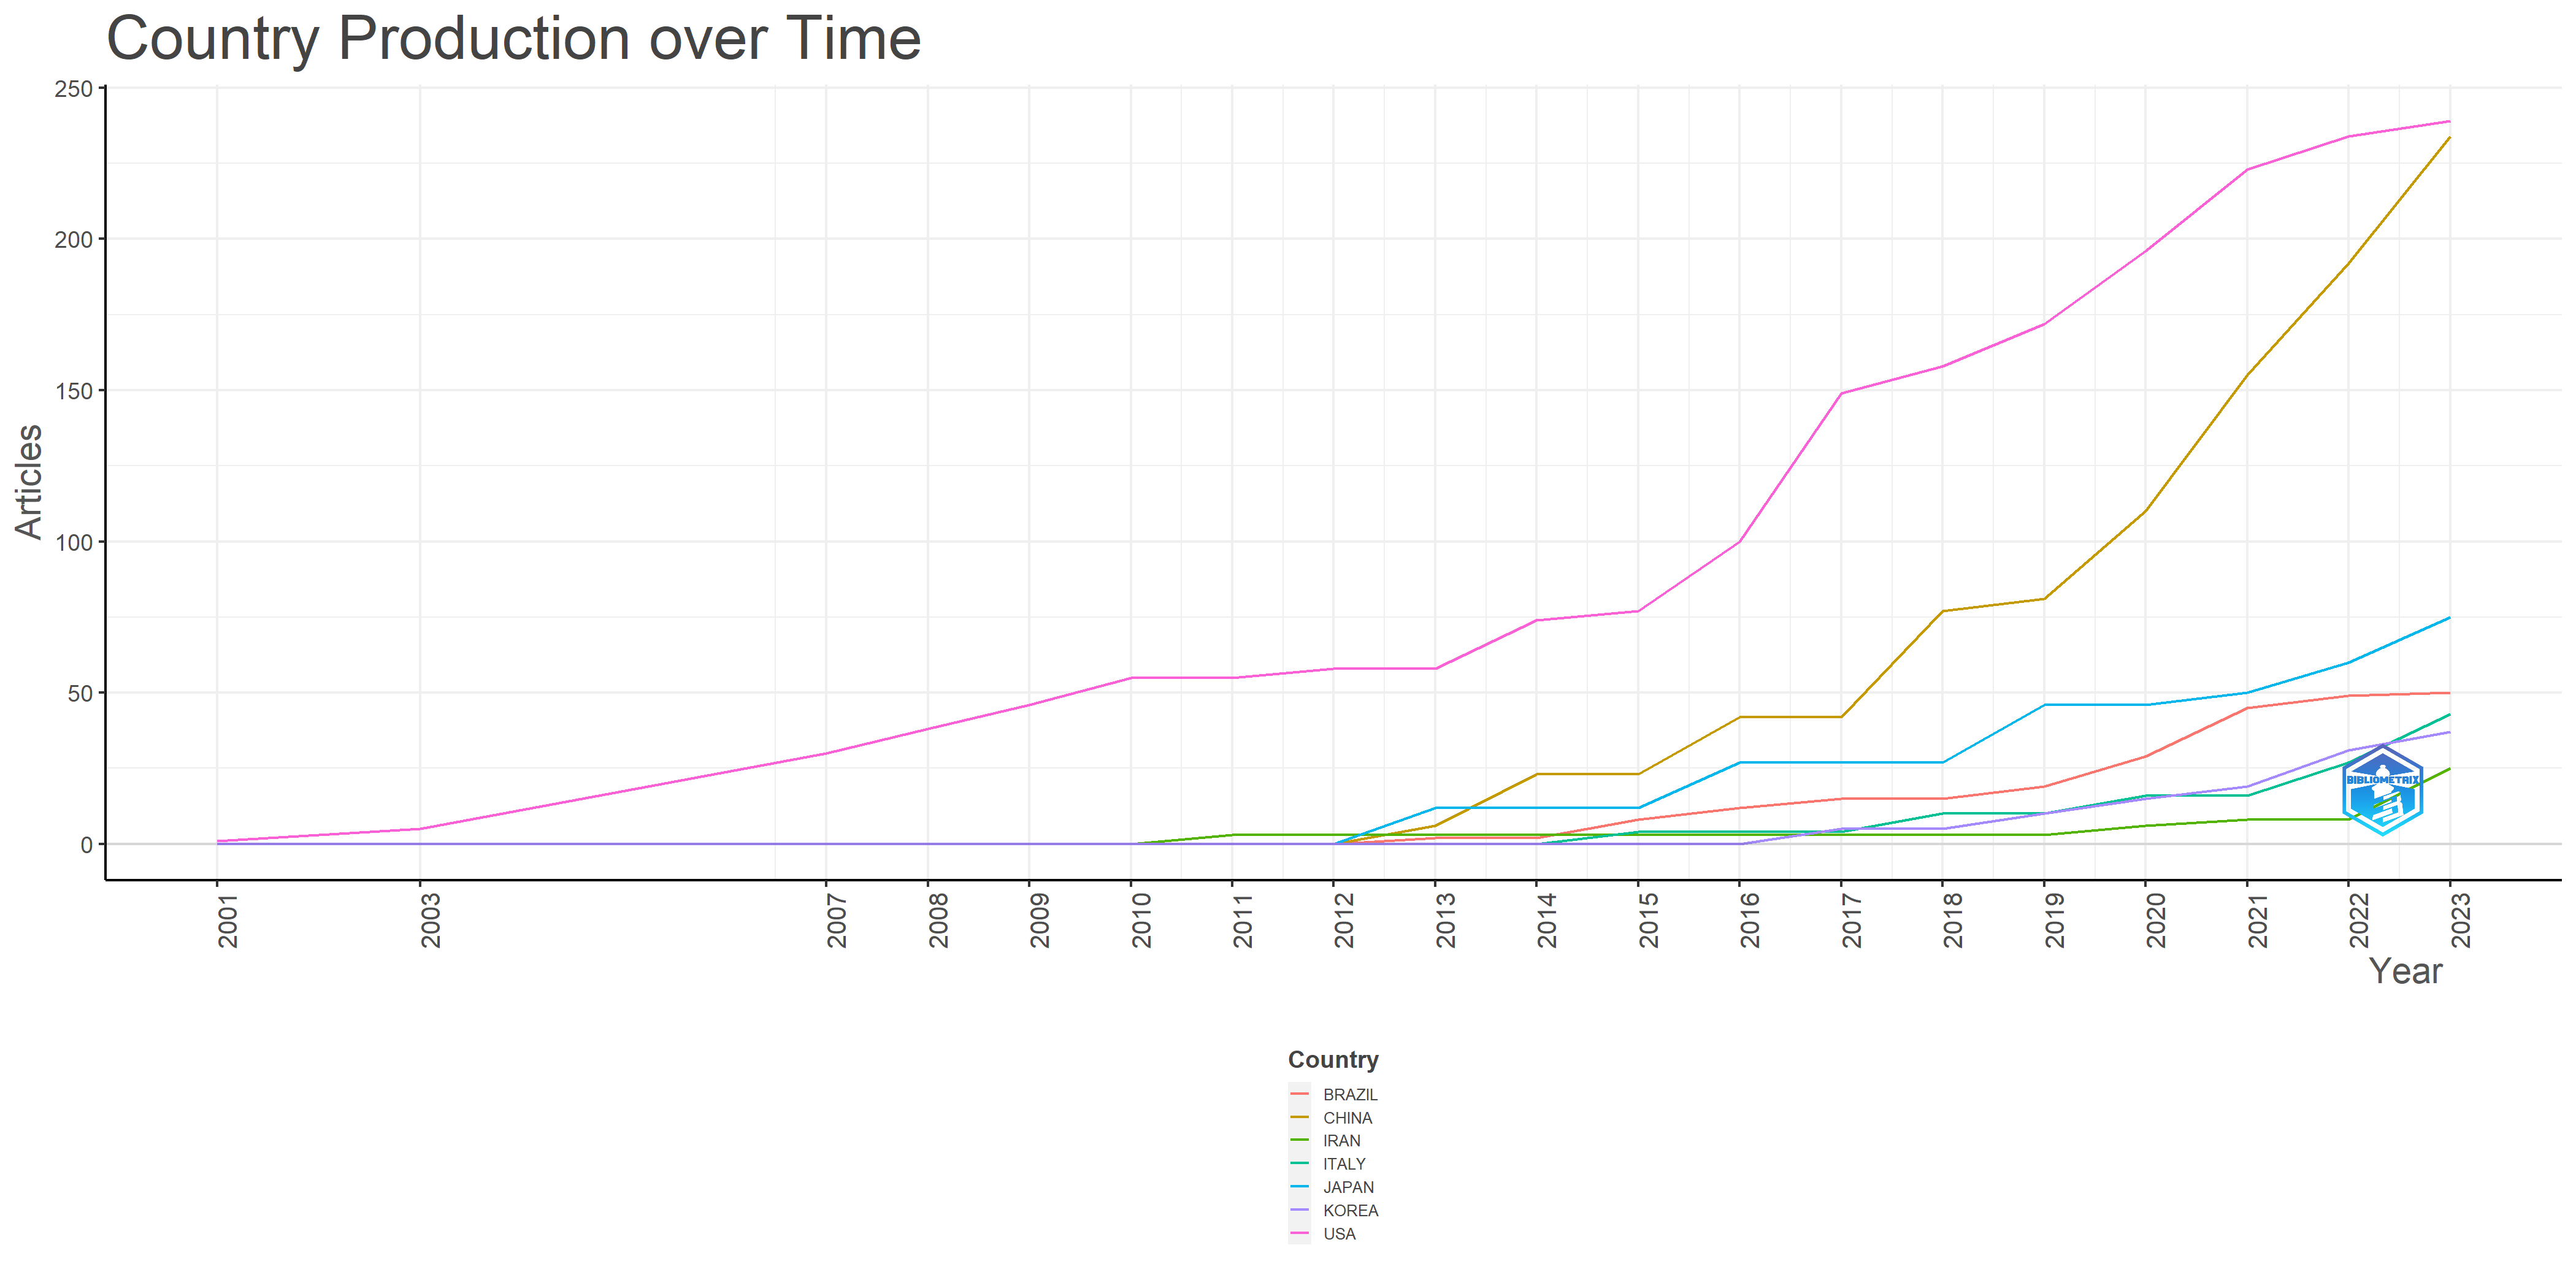 Country Production over Time
250
200
150
100
50
0
Articles
BIBLIOMETRIX
2001
2003
2007
2008
2009
2010
2011
2012
2013
2014
2015
2016
2017
2018
2019
2020
2021
2022
2023
Year
Country
BRAZIL
CHINA
IRAN
ITALY
JAPAN
KOREA
USA